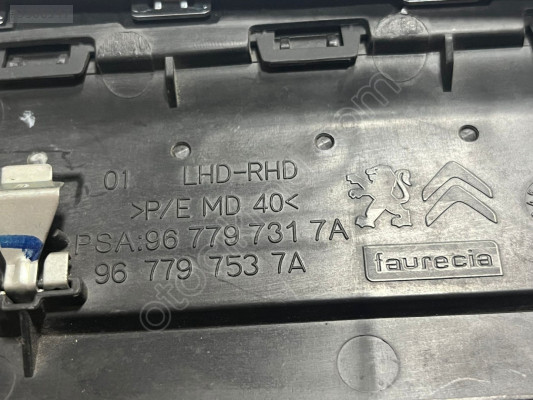 01 LHD-RHD
>P/E MD 40<
PSA:96 779 731 7A
96 779 753 7A
faurecia